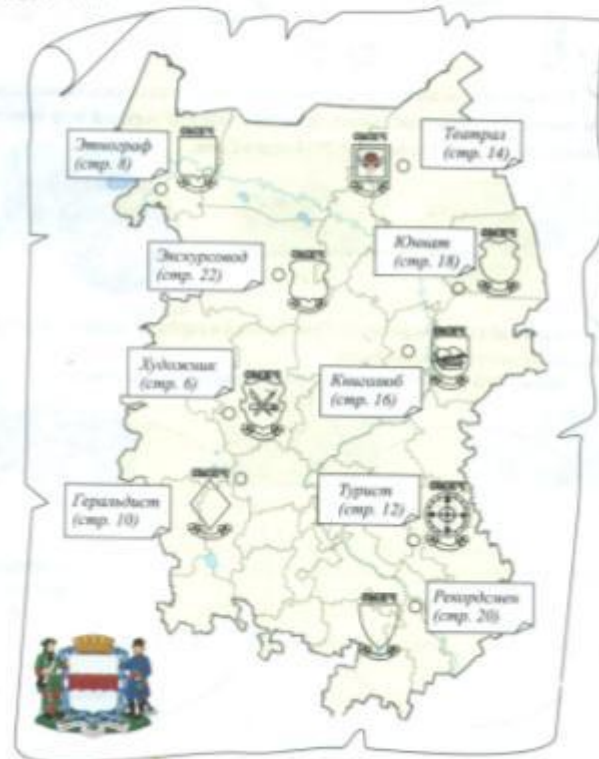 Этнограф
(стр. 8)
Театрал
(стр. 14)
Экскурсовод
(стр. 22)
Юннат
(стр. 18)
Художник
(стр. 6)
Книголюб
(стр. 16)
Геральдист
(стр. 10)
Турист
(стр. 12)
Рекордсмен
(стр. 20)